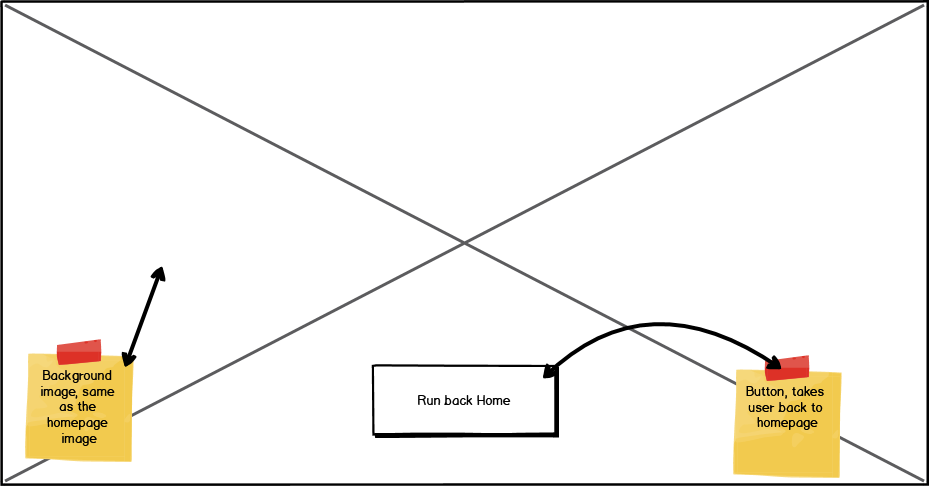 Background
image, same
as the
homepage
image
Run back Home
Button, takes
user back to
homepage